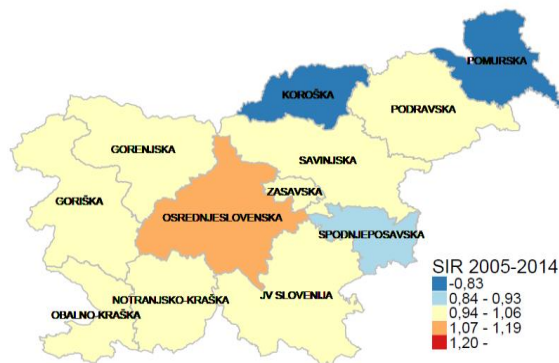 POMURSKA
KOROŠKA
PODRAVSKA
GORENJSKA
SAVINJSKA
ZASAVSKA
GORIŠKA
OSREDNJESLOVENSKA
SPODNJEPOSAVSKA
NOTRANJSKO-KRAŠKA
JV SLOVENIJA
OBALNO-KRAŠKA
SIR 2005-2014
-0,83
0,84 - 0,93
0,94 - 1,06
1,07 - 1,19
1,20 -